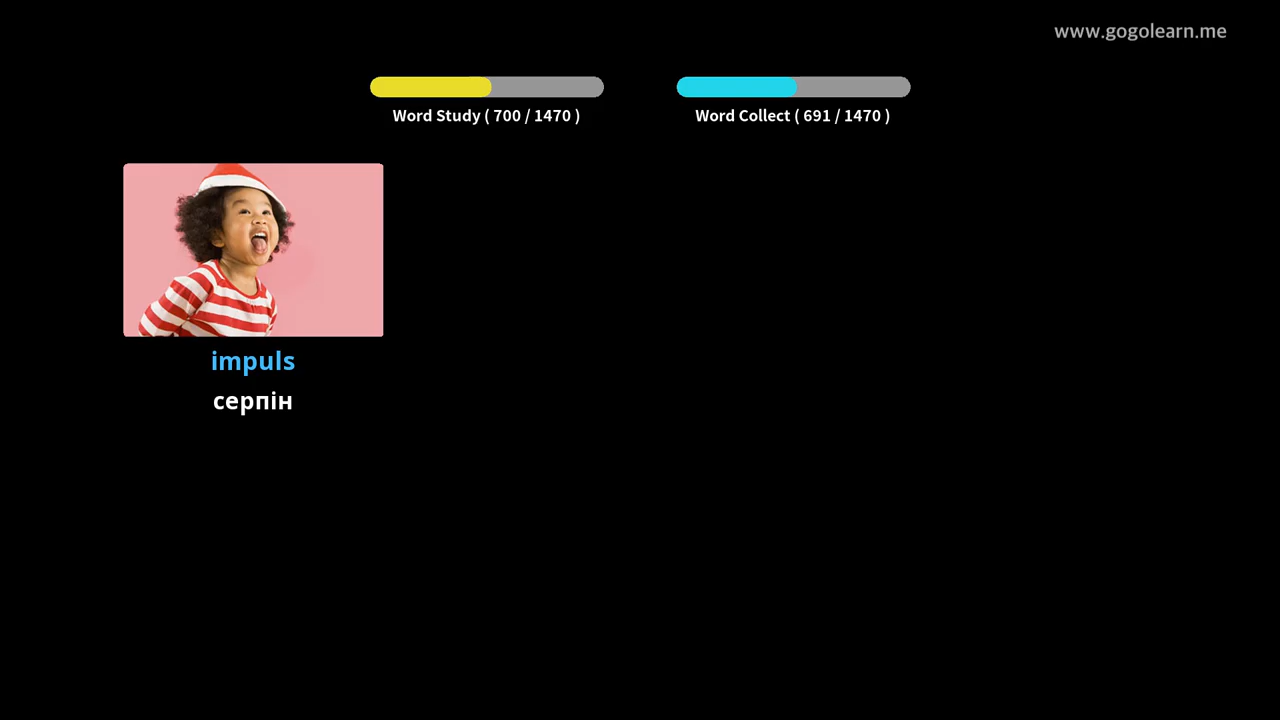 www.gogolearn.me
Word Study ( 700 / 1470 )
Word Collect ( 691 / 1470 )
impuls
серпін